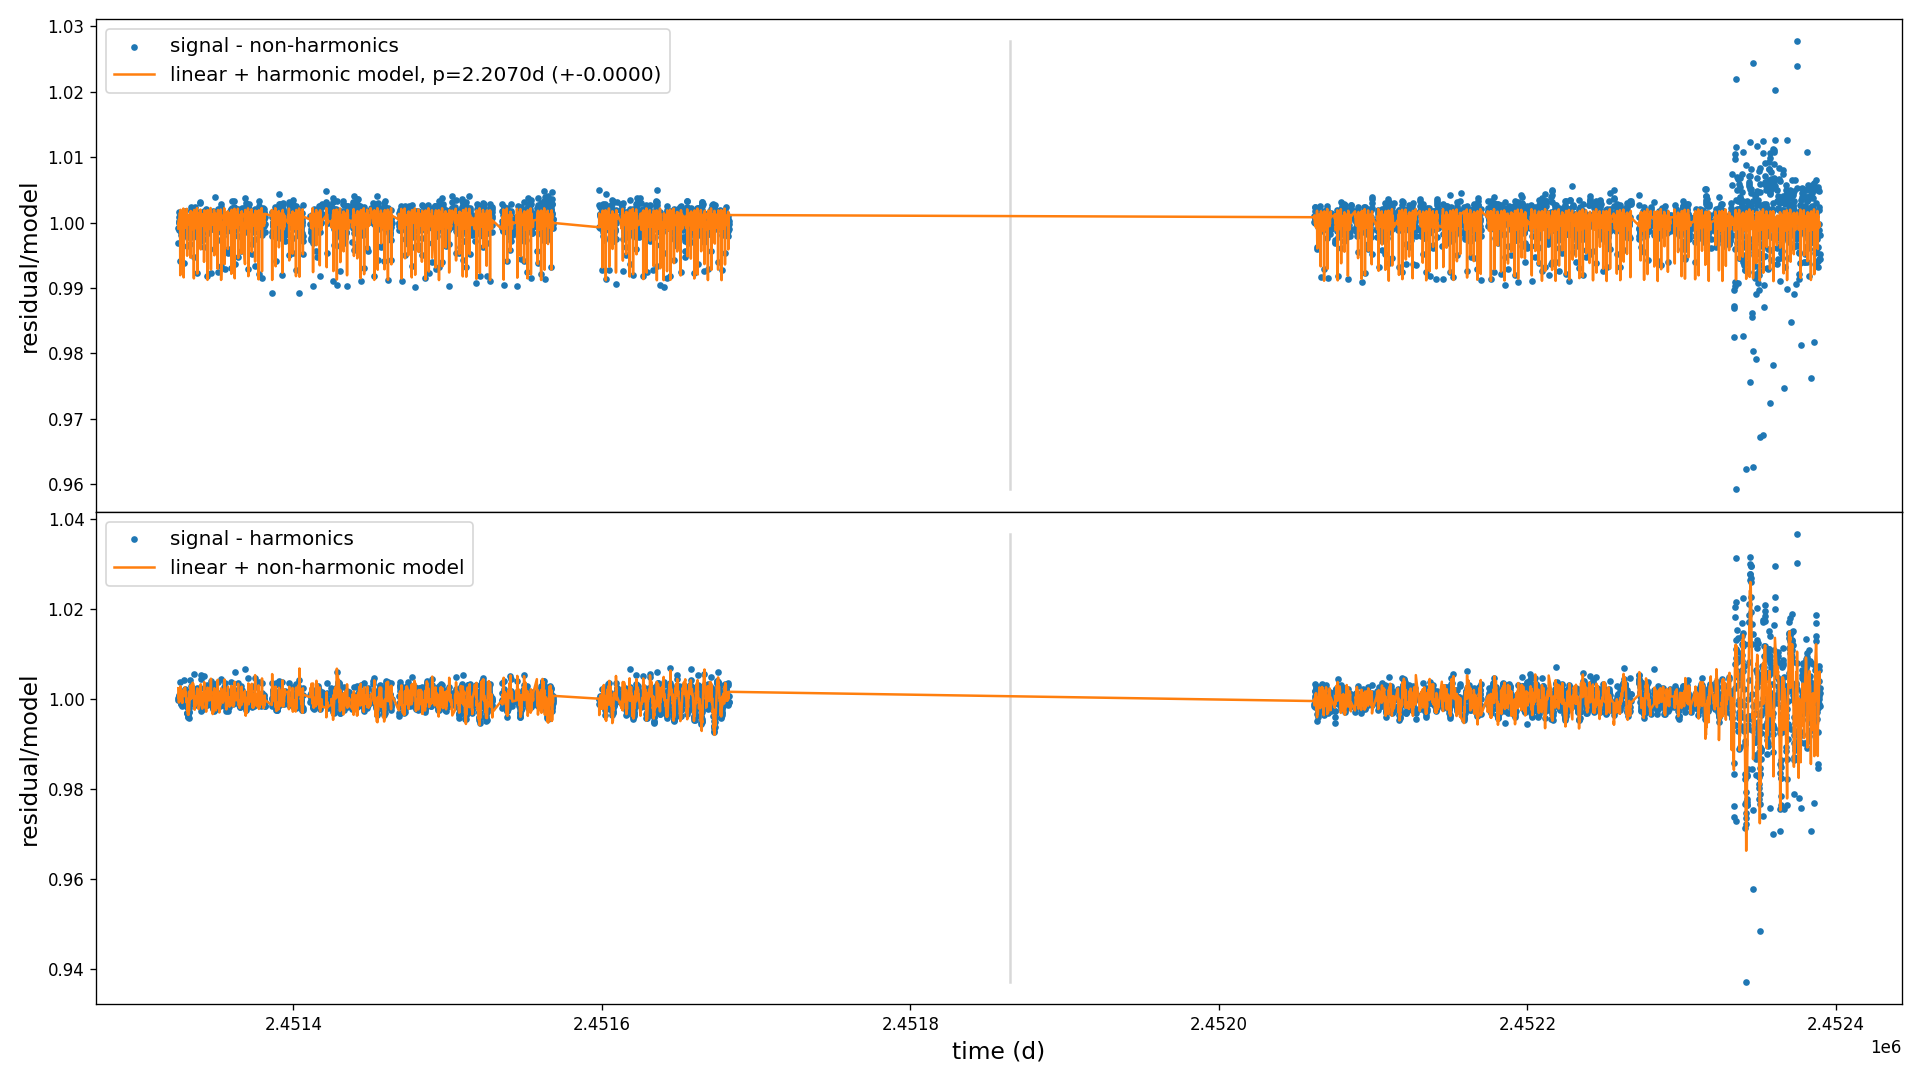 1.03
1.02
1.01
1.00
0.99
0.98
0.97
0.96
residual/model
signal - non-harmonics
linear + harmonic model, p=2.2070d (+-0.0000)
1.04
1.02
1.00
0.98
0.96
0.94
residual/model
signal - harmonics
linear + non-harmonic model
2.4514 2.4516 2.4518 2.4520 2.4522 2.4524
1e6
time (d)